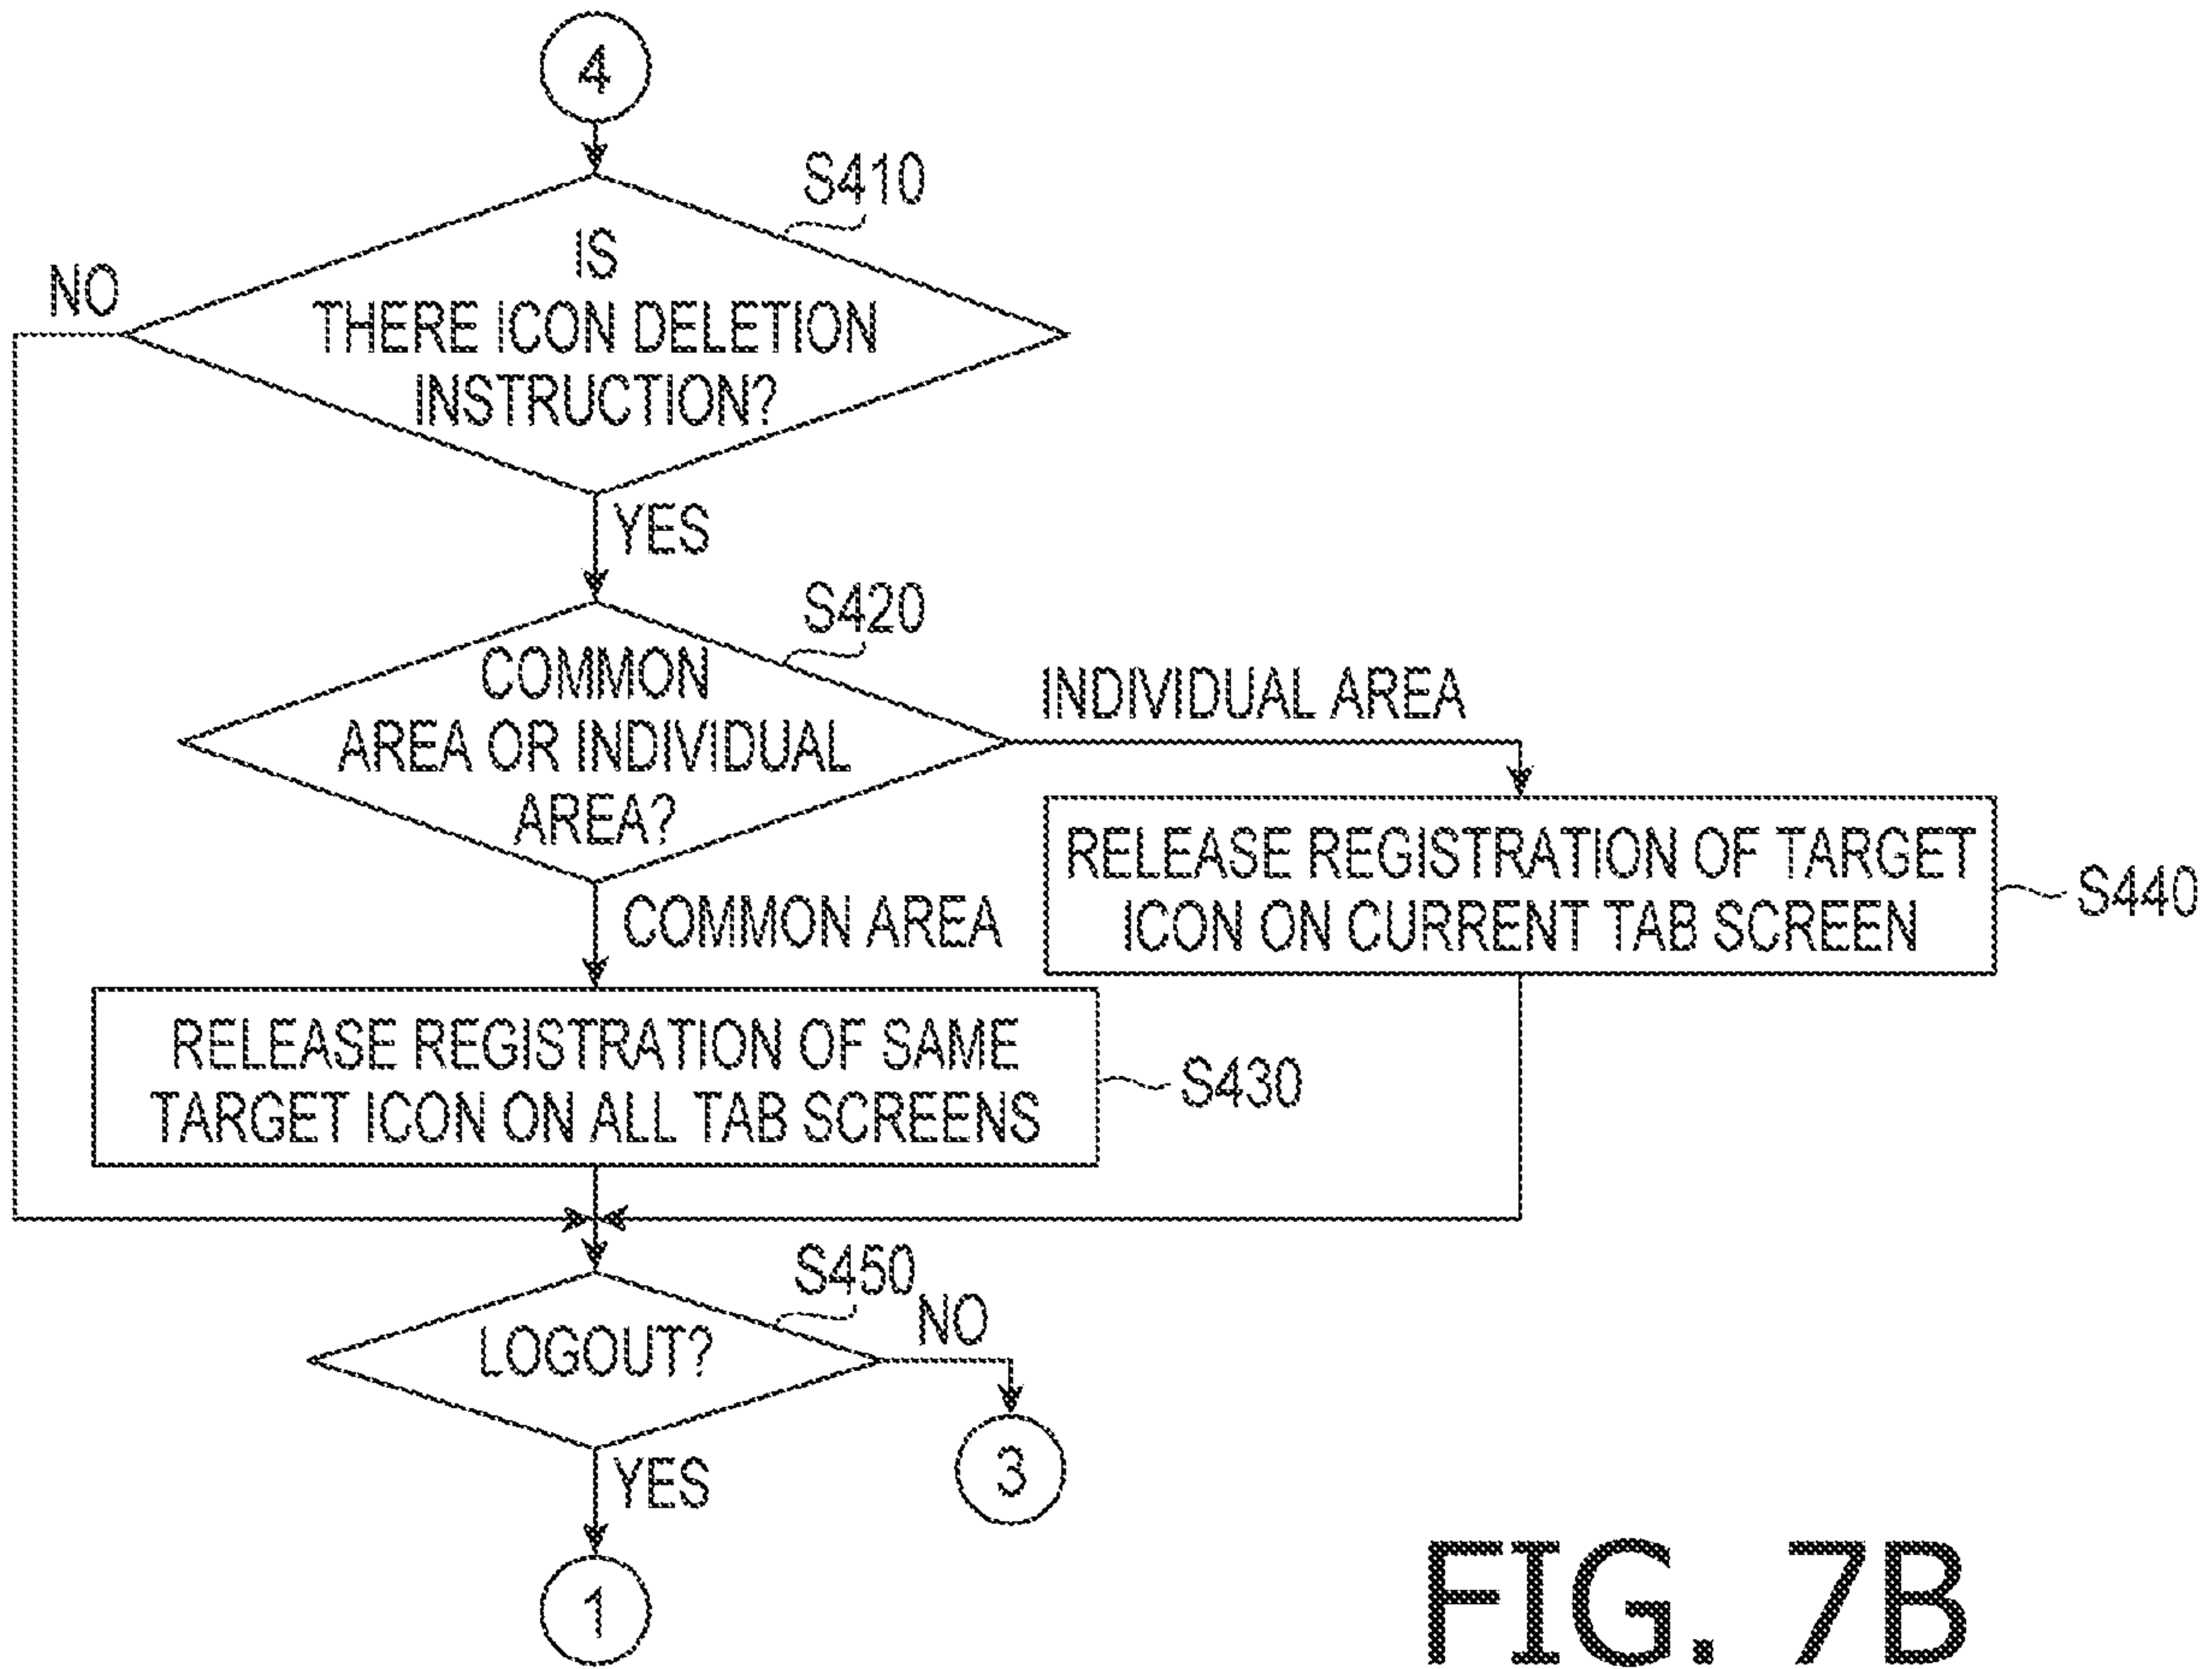 4
S410
IS
THERE ICON DELETION
INSTRUCTION?
NO
YES
S420
COMMON
AREA OR INDIVIDUAL
AREA?
INDIVIDUAL AREA
RELEASE REGISTRATION OF TARGET
ICON ON CURRENT TAB SCREEN
S440
COMMON AREA
RELEASE REGISTRATION OF SAME
TARGET ICON ON ALL TAB SCREENS
S430
S450
LOGOUT?
NO
3
YES
1
FIG. 7B